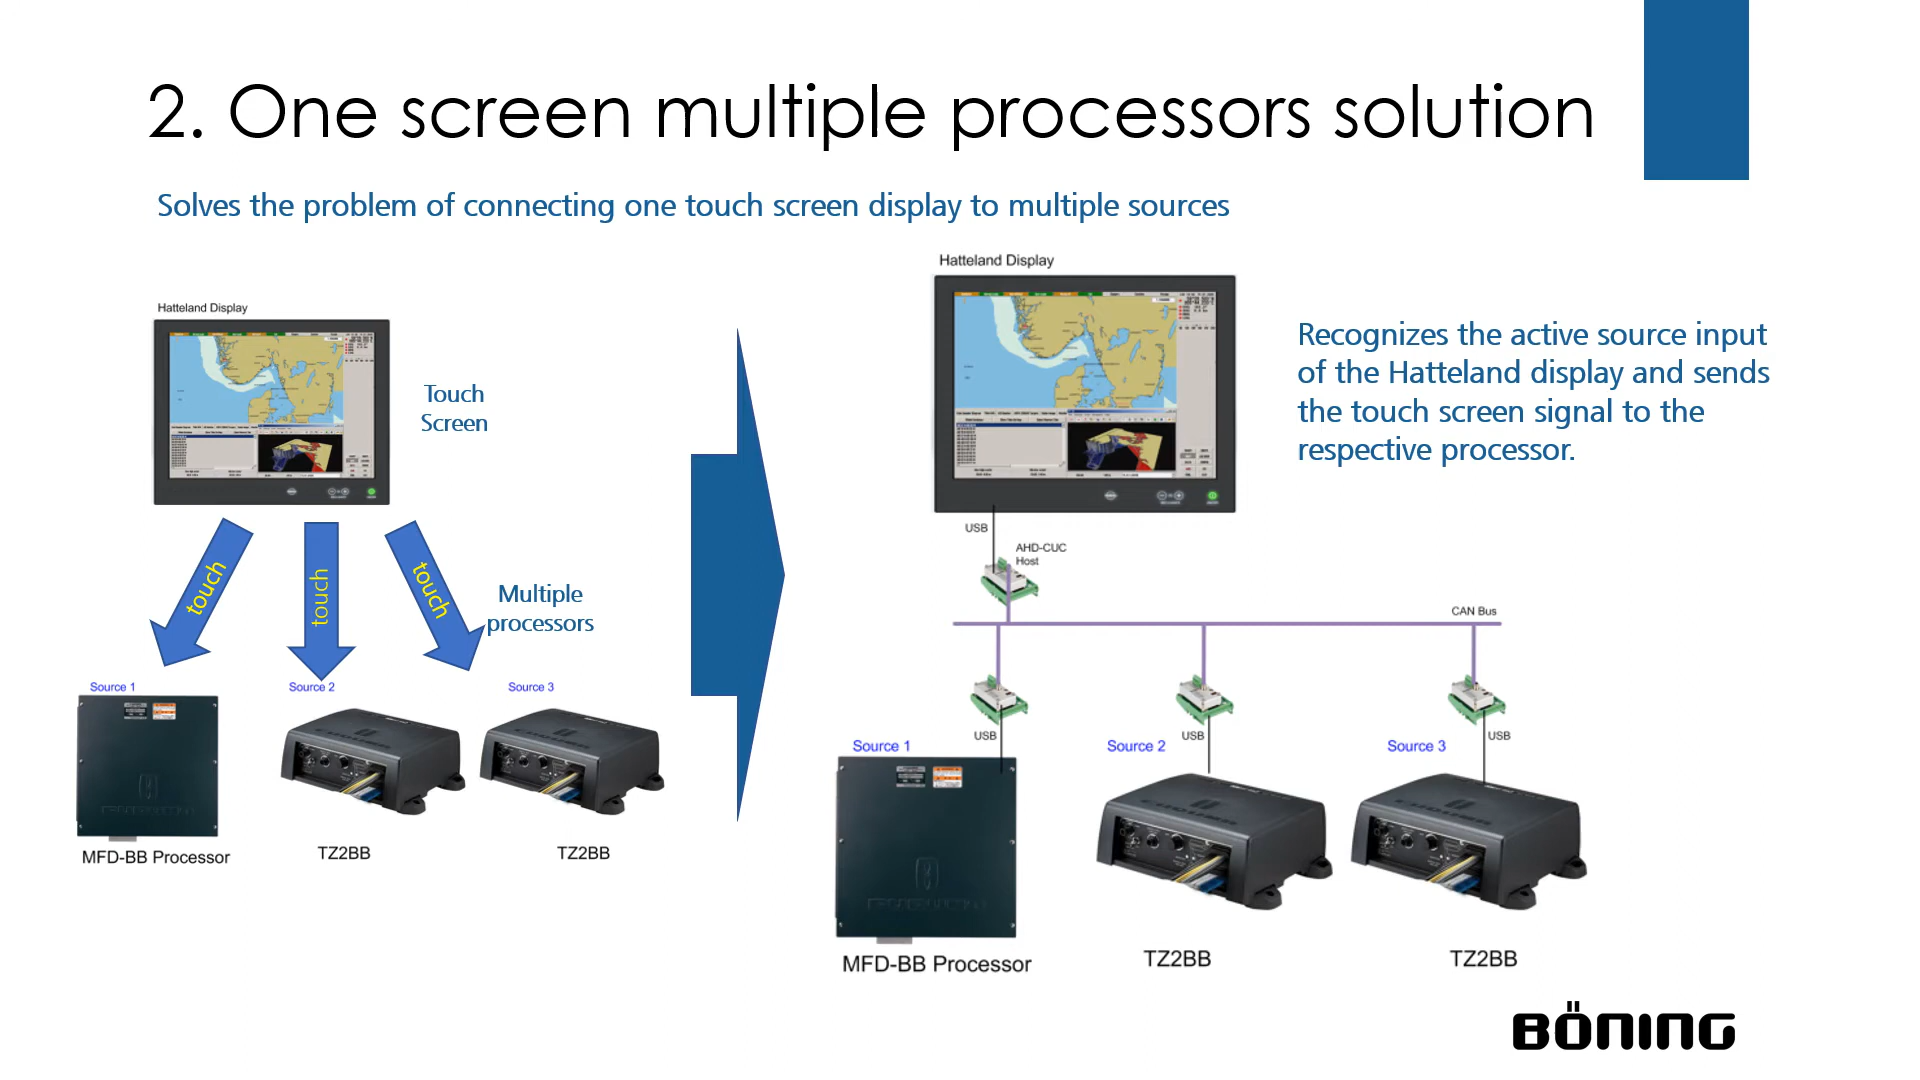 2. One screen multiple processors solution
Solves the problem of connecting one touch screen display to multiple sources
Hatteland Display
Touch
Screen
touch
touch
touch
Multiple
processors
Source 1
Source 2
Source 3
MFD-BB Processor
TZ2BB
TZ2BB
Hatteland Display
Recognizes the active source input
of the Hatteland display and sends
the touch screen signal to the
respective processor.
USB
AHD-CUC
Host
CAN Bus
USB
USB
USB
Source 1
Source 2
Source 3
MFD-BB Processor
TZ2BB
TZ2BB
BÖNING